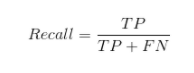 Recall = TP / (TP + FN)